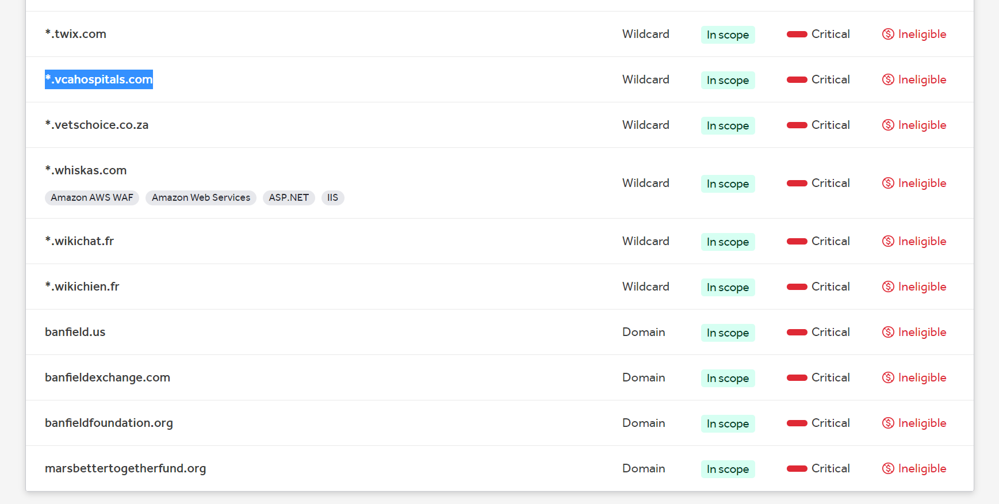 *.twix.com Wildcard In scope Critical Ineligible
*.vcahospitals.com Wildcard In scope Critical Ineligible
*.vetschoice.co.za Wildcard In scope Critical Ineligible
*.whiskas.com Wildcard In scope Critical Ineligible
Amazon AWS WAF Amazon Web Services ASP.NET IIS
*.wikichat.fr Wildcard In scope Critical Ineligible
*.wikichien.fr Wildcard In scope Critical Ineligible
banfield.us Domain In scope Critical Ineligible
banfieldexchange.com Domain In scope Critical Ineligible
banfieldfoundation.org Domain In scope Critical Ineligible
marsbettertogetherfund.org Domain In scope Critical Ineligible